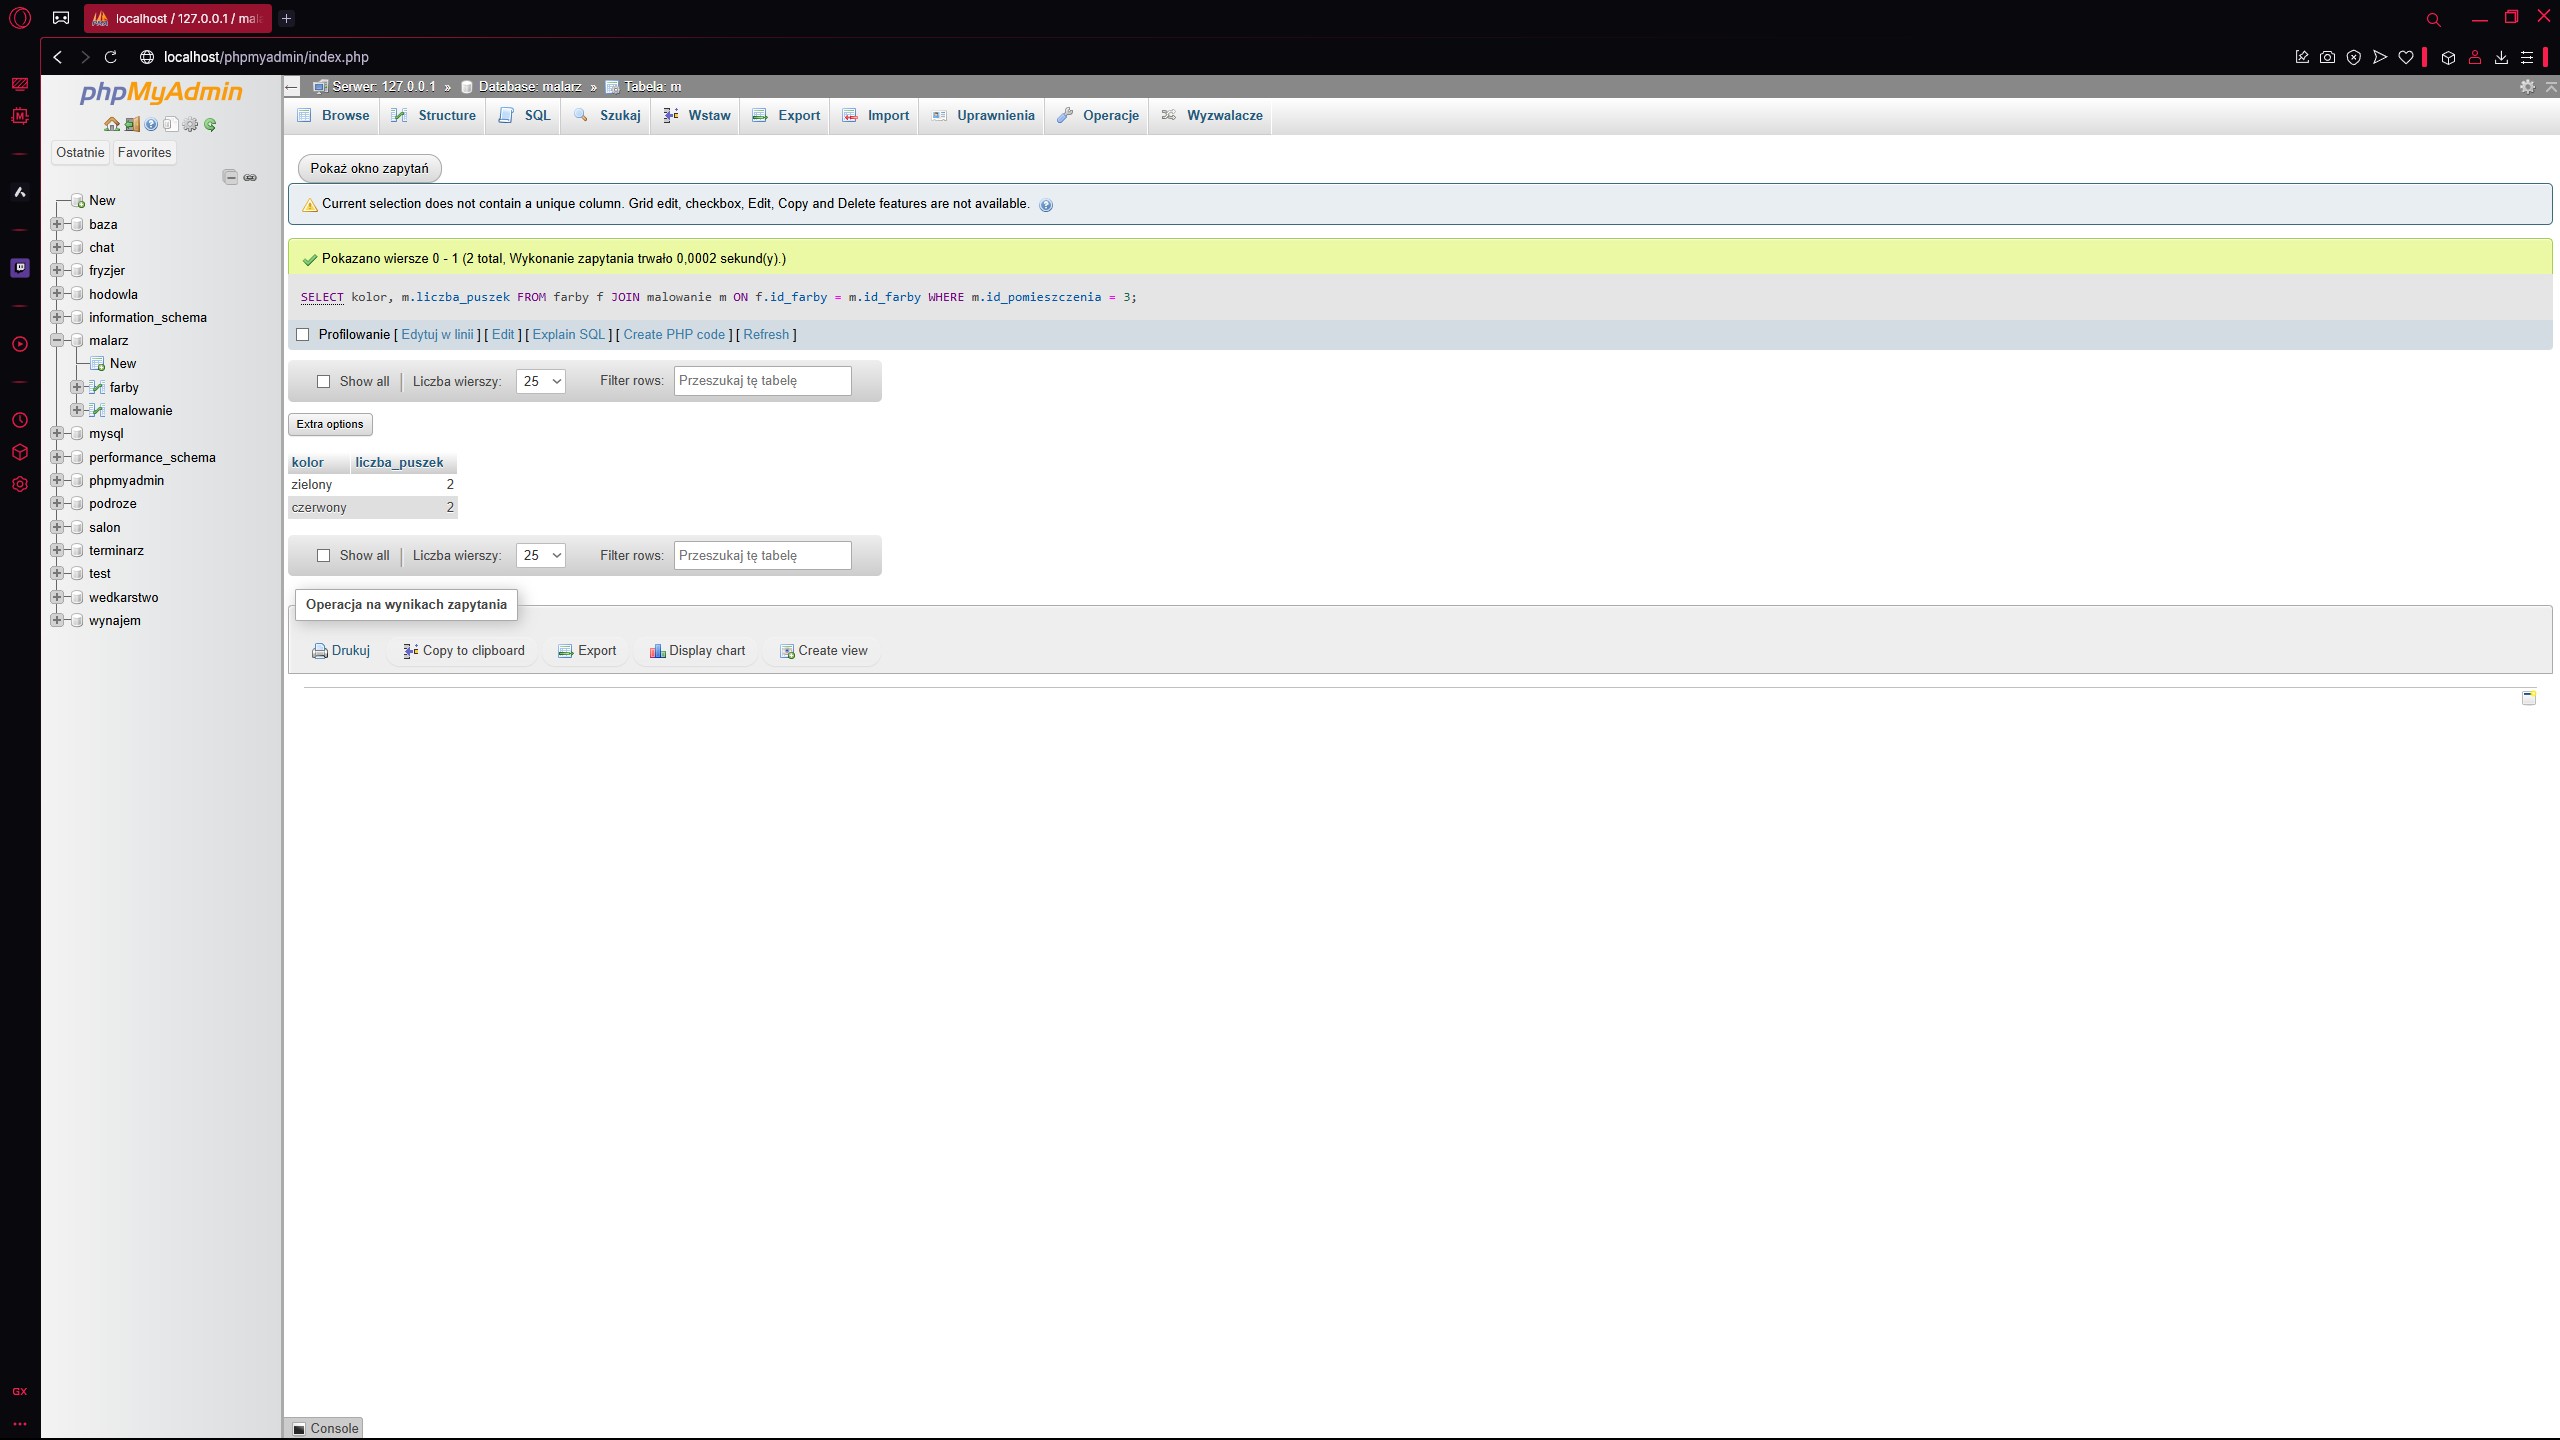 localhost / 127.0.0.1 / mala
localhost/phpmyadmin/index.php
phpMyAdmin
Ostatnie Favorites
New
baza
chat
fryzjer
hodowla
information_schema
malarz
New
farby
malowanie
mysql
performance_schema
phpmyadmin
podroze
salon
terminarz
test
wedkarstwo
wynajem
Serwer: 127.0.0.1 » Database: malarz » Tabela: m
Browse Structure SQL Szukaj Wstaw Export Import Uprawnienia Operacje Wyzwalacze
Pokaż okno zapytań
Current selection does not contain a unique column. Grid edit, checkbox, Edit, Copy and Delete features are not available.
Pokazano wiersze 0 - 1 (2 total, Wykonanie zapytania trwało 0,0002 sekund(y).)
SELECT kolor, m.liczba_puszek FROM farby f JOIN malowanie m ON f.id_farby = m.id_farby WHERE m.id_pomieszczenia = 3;
Profilowanie [ Edytuj w linii ] [ Edit ] [ Explain SQL ] [ Create PHP code ] [ Refresh ]
Show all | Liczba wierszy: 25 Filter rows: Przeszukaj tę tabelę
Extra options
kolor liczba_puszek
zielony 2
czerwony 2
Show all | Liczba wierszy: 25 Filter rows: Przeszukaj tę tabelę
Operacja na wynikach zapytania
Drukuj Copy to clipboard Export Display chart Create view
GX
Console